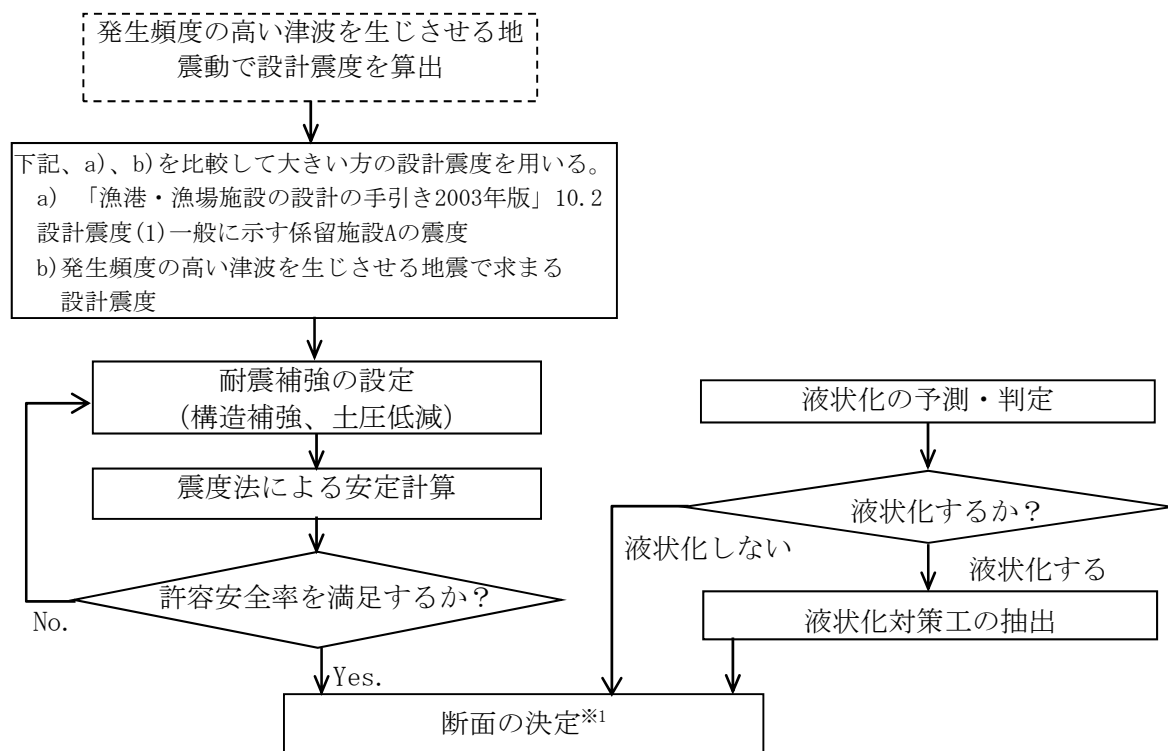 発生頻度の高い津波を生じさせる地
震動で設計震度を算出
下記、a)、b)を比較して大きい方の設計震度を用いる。
a) 「漁港・漁場施設の設計の手引き2003年版」10.2
設計震度(1)一般に示す係留施設Aの震度
b)発生頻度の高い津波を生じさせる地震で求まる
設計震度
耐震補強の設定
(構造補強、土圧低減)
震度法による安定計算
許容安全率を満足するか？
No.
Yes.
液状化の予測・判定
液状化するか？
液状化しない
液状化する
液状化対策工の抽出
断面の決定※1